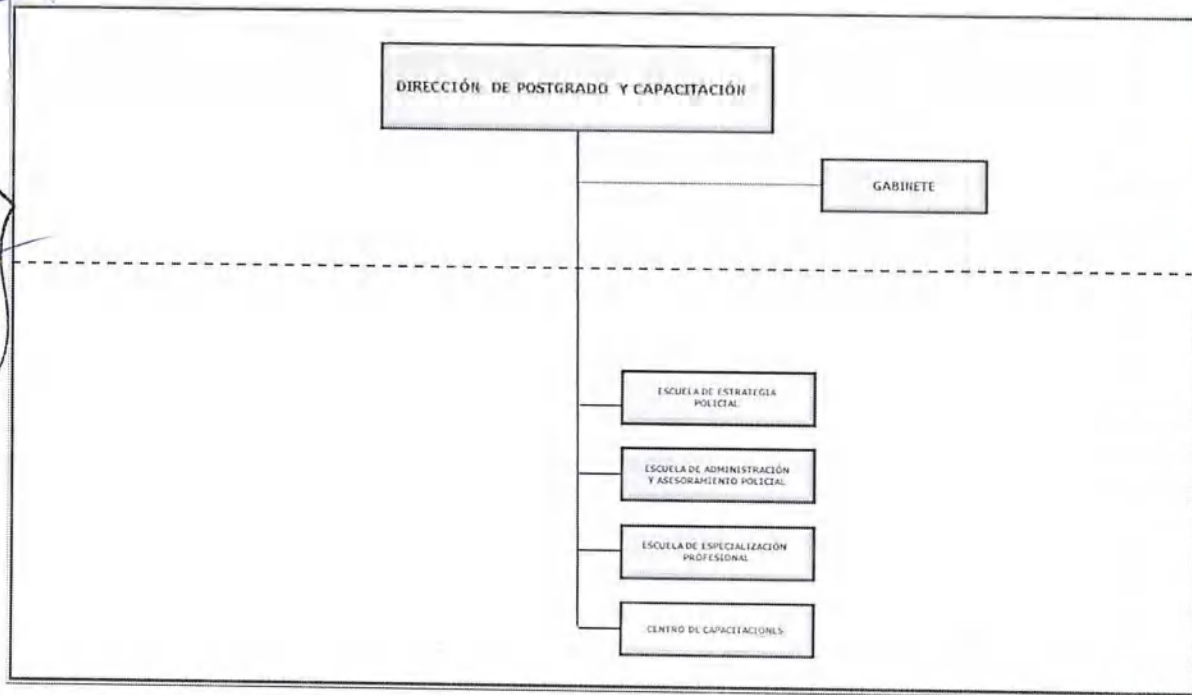 DIRECCIÓN DE POSTGRADO Y CAPACITACIÓN
GABINETE
ESCUELA DE ESTRATEGIA
POLICIAL
ESCUELA DE ADMINISTRACIÓN
Y ASESORAMIENTO POLICIAL
ESCUELA DE ESPECIALIZACIÓN
PROFESIONAL
CENTRO DE CAPACITACIONES